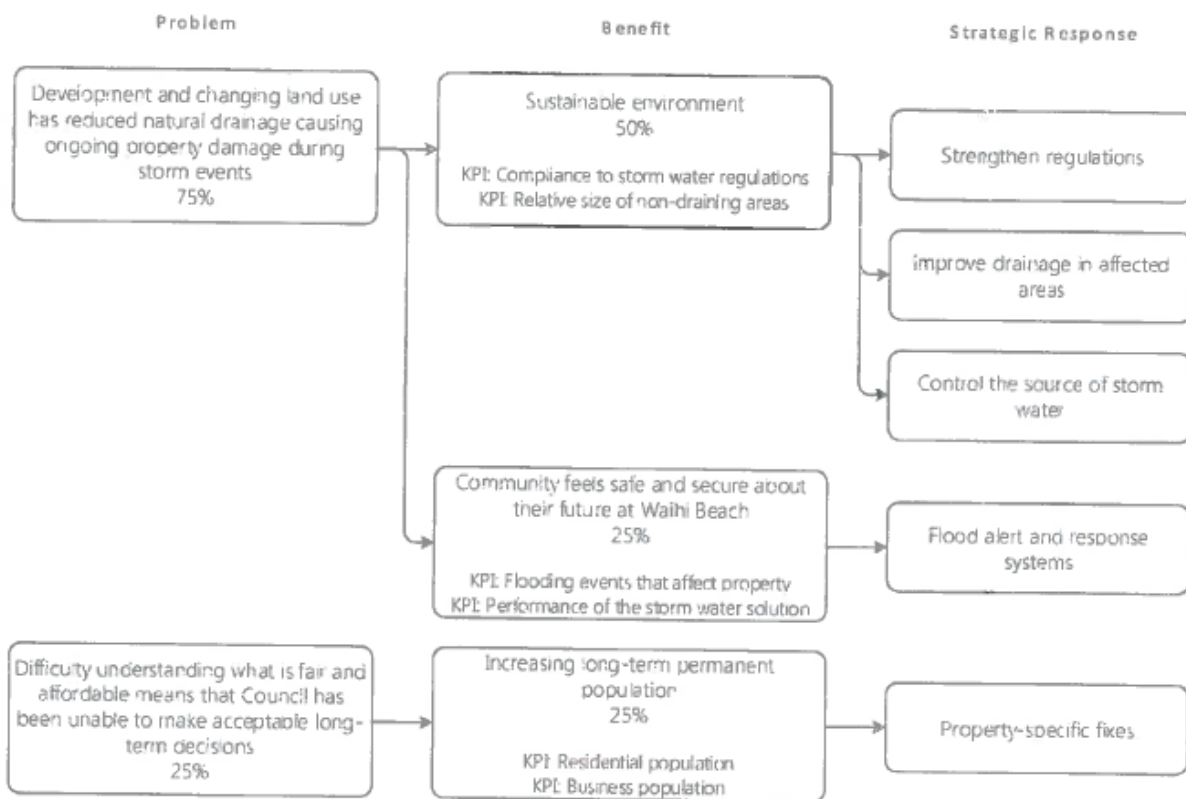 Problem
Benefit
Strategic Response
Development and changing land use
has reduced natural drainage causing
ongoing property damage during
storm events
75%
Sustainable environment
50%
KPI: Compliance to storm water regulations
KPI: Relative size of non-draining areas
Strengthen regulations
improve drainage in affected
areas
Control the source of storm
water
Community feels safe and secure about
their future at Waihi Beach
25%
KPI: Flooding events that affect property
KPI: Performance of the storm water solution
Flood alert and response
systems
Difficulty understanding what is fair and
affordable means that Council has
been unable to make acceptable long-
term decisions
25%
Increasing long-term permanent
population
25%
KPI: Residential population
KPI: Business population
Property-specific fixes